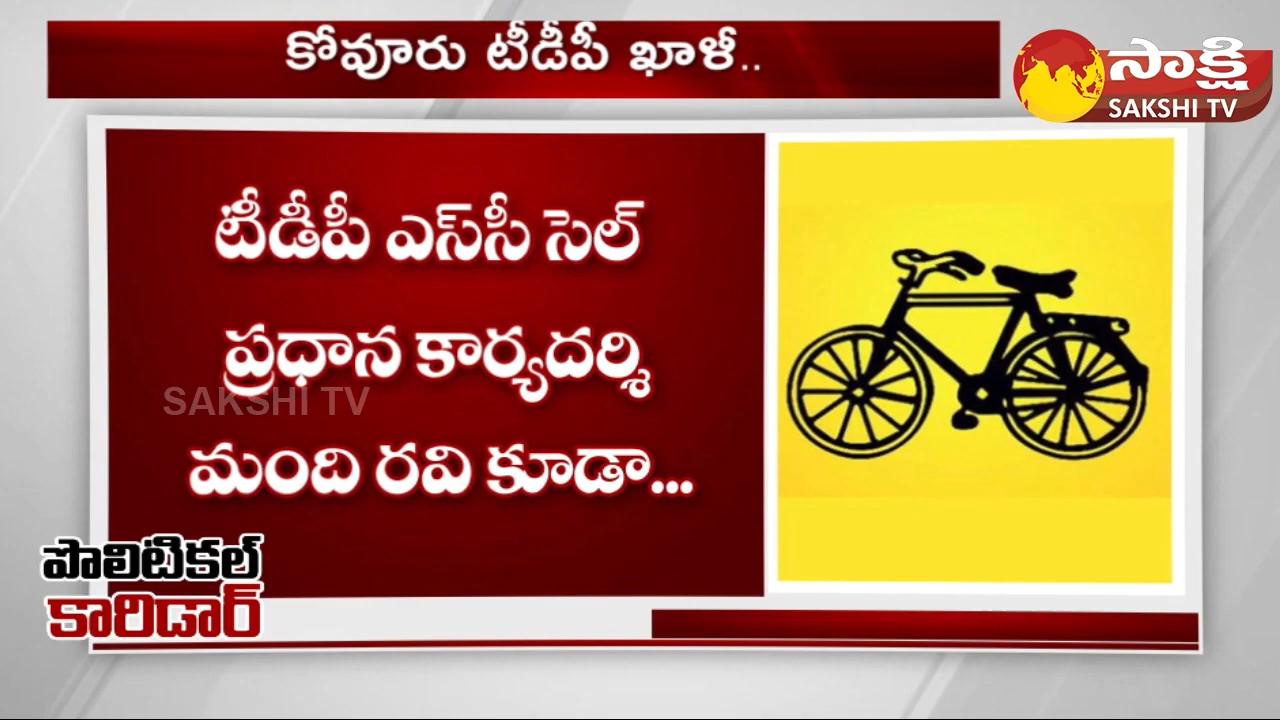 కోవూరు టీడీపీ ఖాళీ..
సాక్షి
SAKSHI TV
టీడీపీ ఎస్‌సీ సెల్
ప్రధాన కార్యదర్శి
SAKSHI TV
మంది రవి కూడా...
పొలిటికల్
కారిడార్